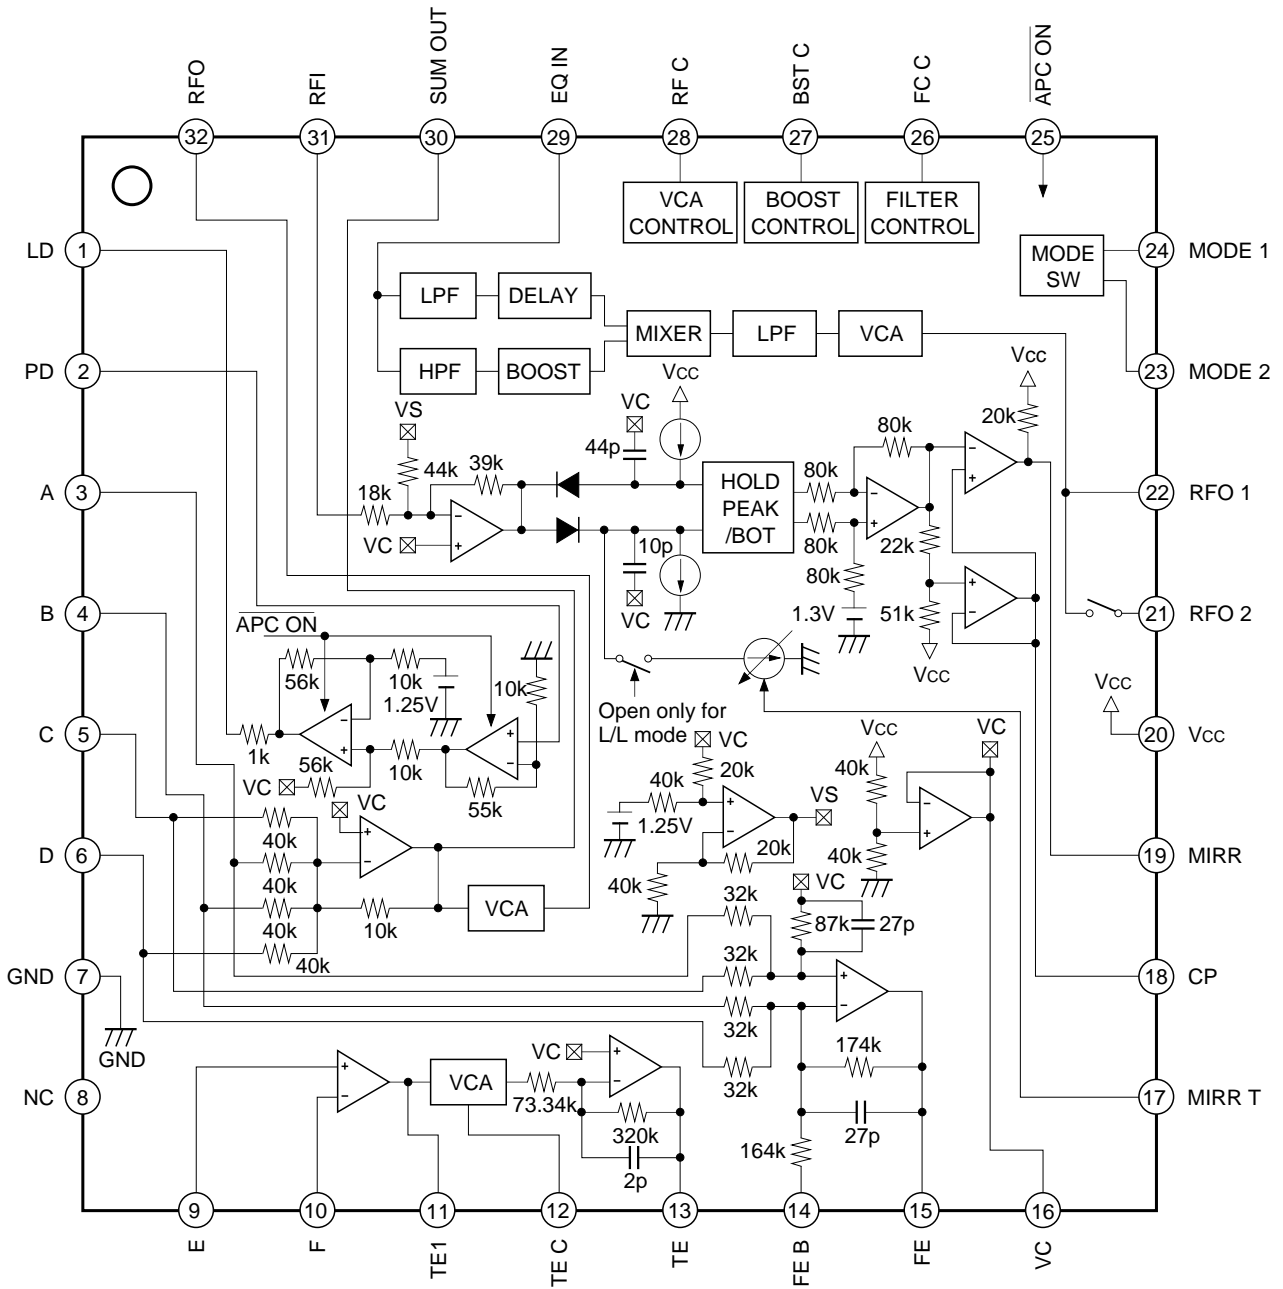 RFO
RFI
SUM OUT
EQ IN
RF C
BST C
FC C
APC ON
32
31
30
29
28
27
26
25
VCA
CONTROL
BOOST
CONTROL
FILTER
CONTROL
LD
1
MODE
SW
24
MODE 1
LPF
DELAY
MIXER
LPF
VCA
HPF
BOOST
PD
2
23
MODE 2
VS
VC
VCC
VCC
44k
39k
44p
80k
20k
A
3
18k
HOLD
PEAK
/BOT
80k
-
+
-
+
22
RFO 1
VC
-
+
10p
80k
22k
B
4
VC
80k
1.3V
51k
+
-
21
RFO 2
APC ON
VCC
56k
10k
1.25V
10k
Open only for
L/L mode
VCC
C
5
1k
-
+
10k
+
-
VC
VCC
VC
20
VCC
56k
VC
55k
40k
20k
VS
40k
VC
1.25V
+
-
-
+
D
6
40k
+
-
20k
40k
19
MIRR
40k
40k
VC
40k
10k
VCA
32k
87k
27p
40k
GND
7
32k
+
-
18
CP
GND
32k
VC
+
-
174k
NC
8
+
-
VCA
73.34k
32k
17
MIRR T
320k
27p
2p
164k
9
10
11
12
13
14
15
16
E
F
TE1
TE C
TE
FE B
FE
VC